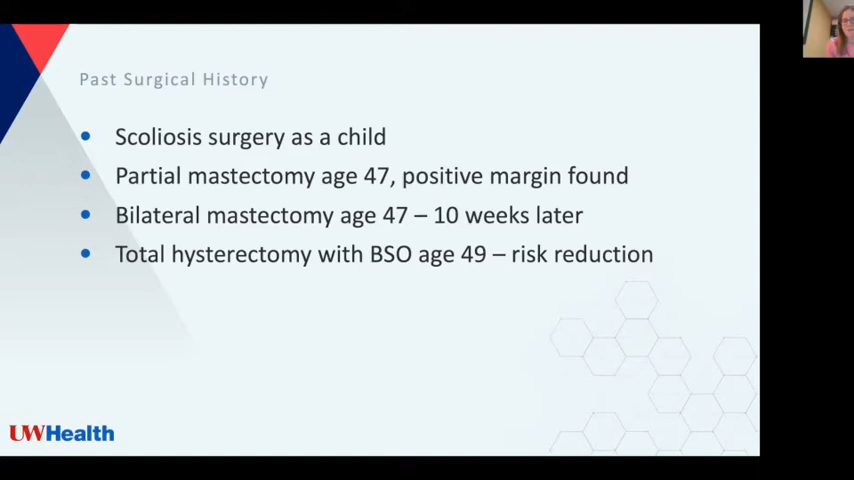 Past Surgical History
Scoliosis surgery as a child
Partial mastectomy age 47, positive margin found
Bilateral mastectomy age 47 – 10 weeks later
Total hysterectomy with BSO age 49 – risk reduction
UWHealth